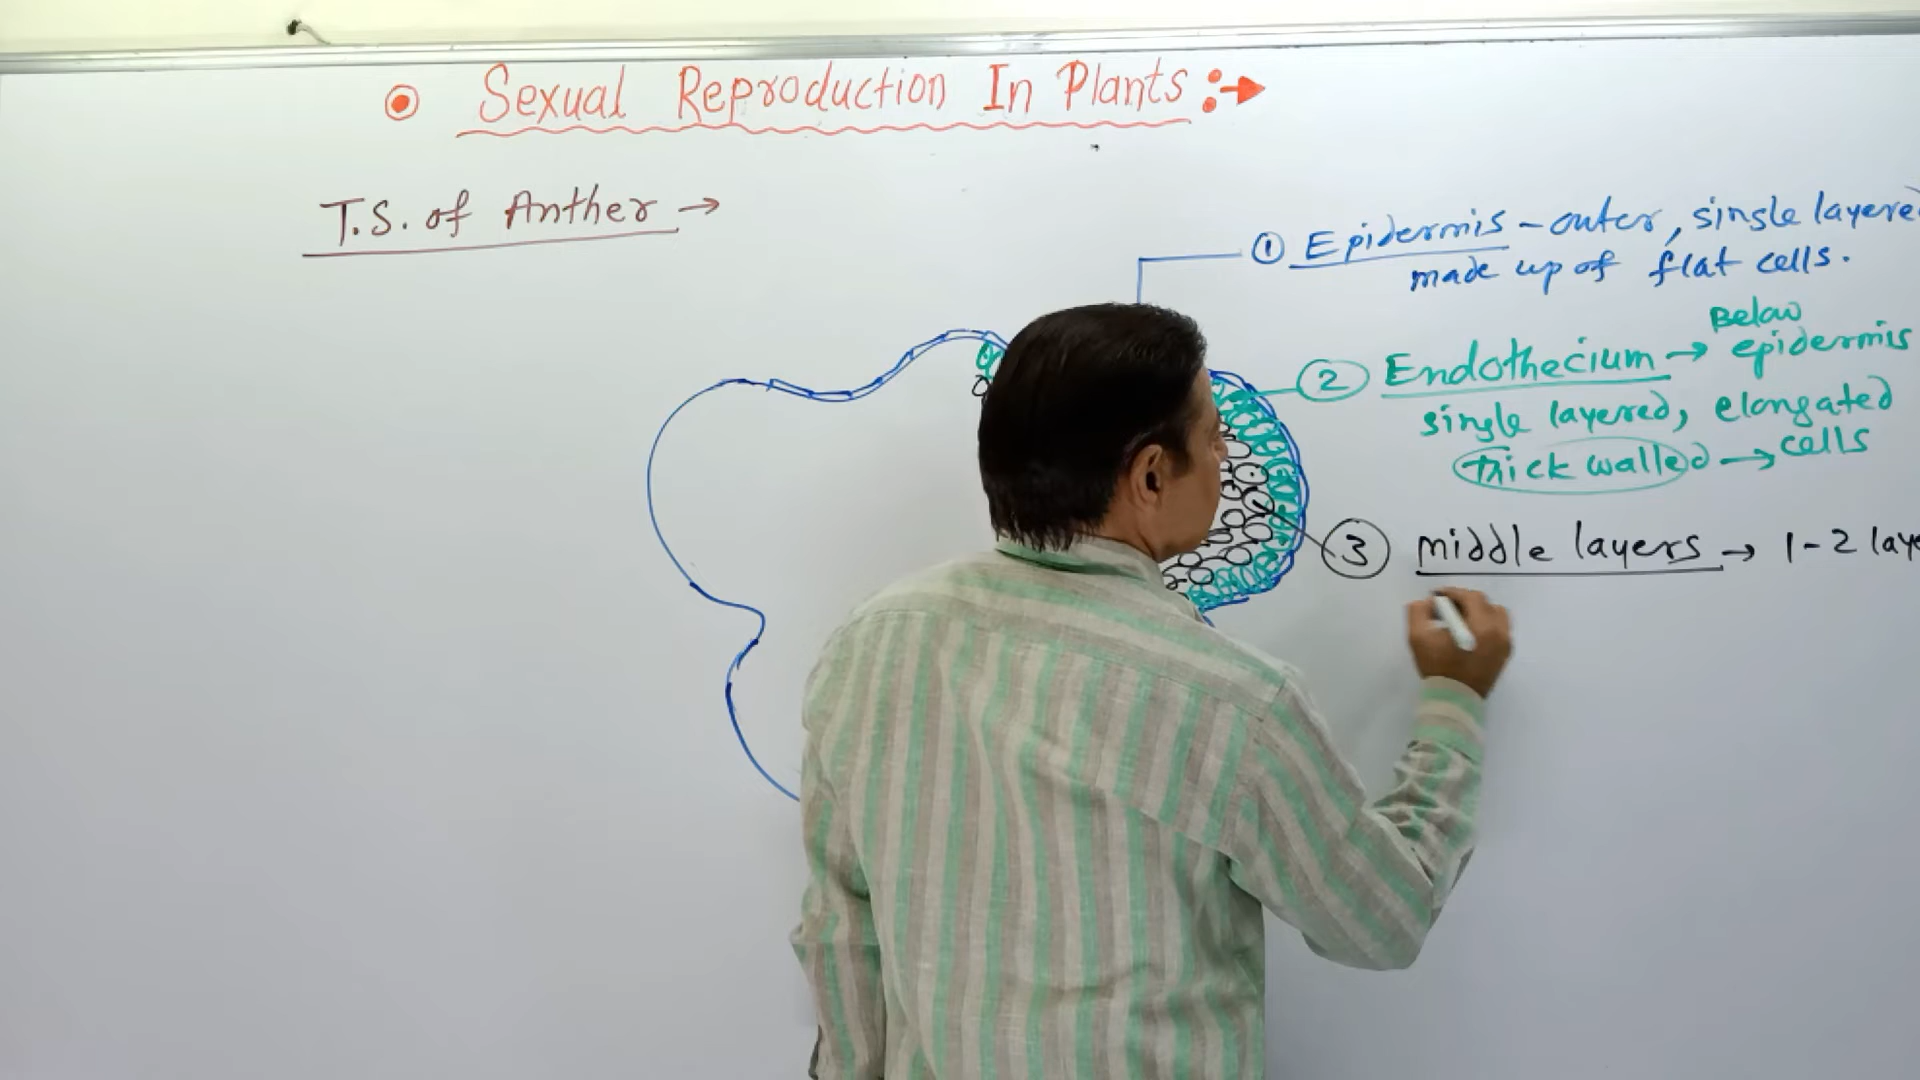 Sexual Reproduction In Plants :→
T.S. of Anther →
① Epidermis - outer, single layered
made up of flat cells.
② Endothecium → Below epidermis
single layered, elongated
thick walled → cells
③ middle layers → 1-2 laye